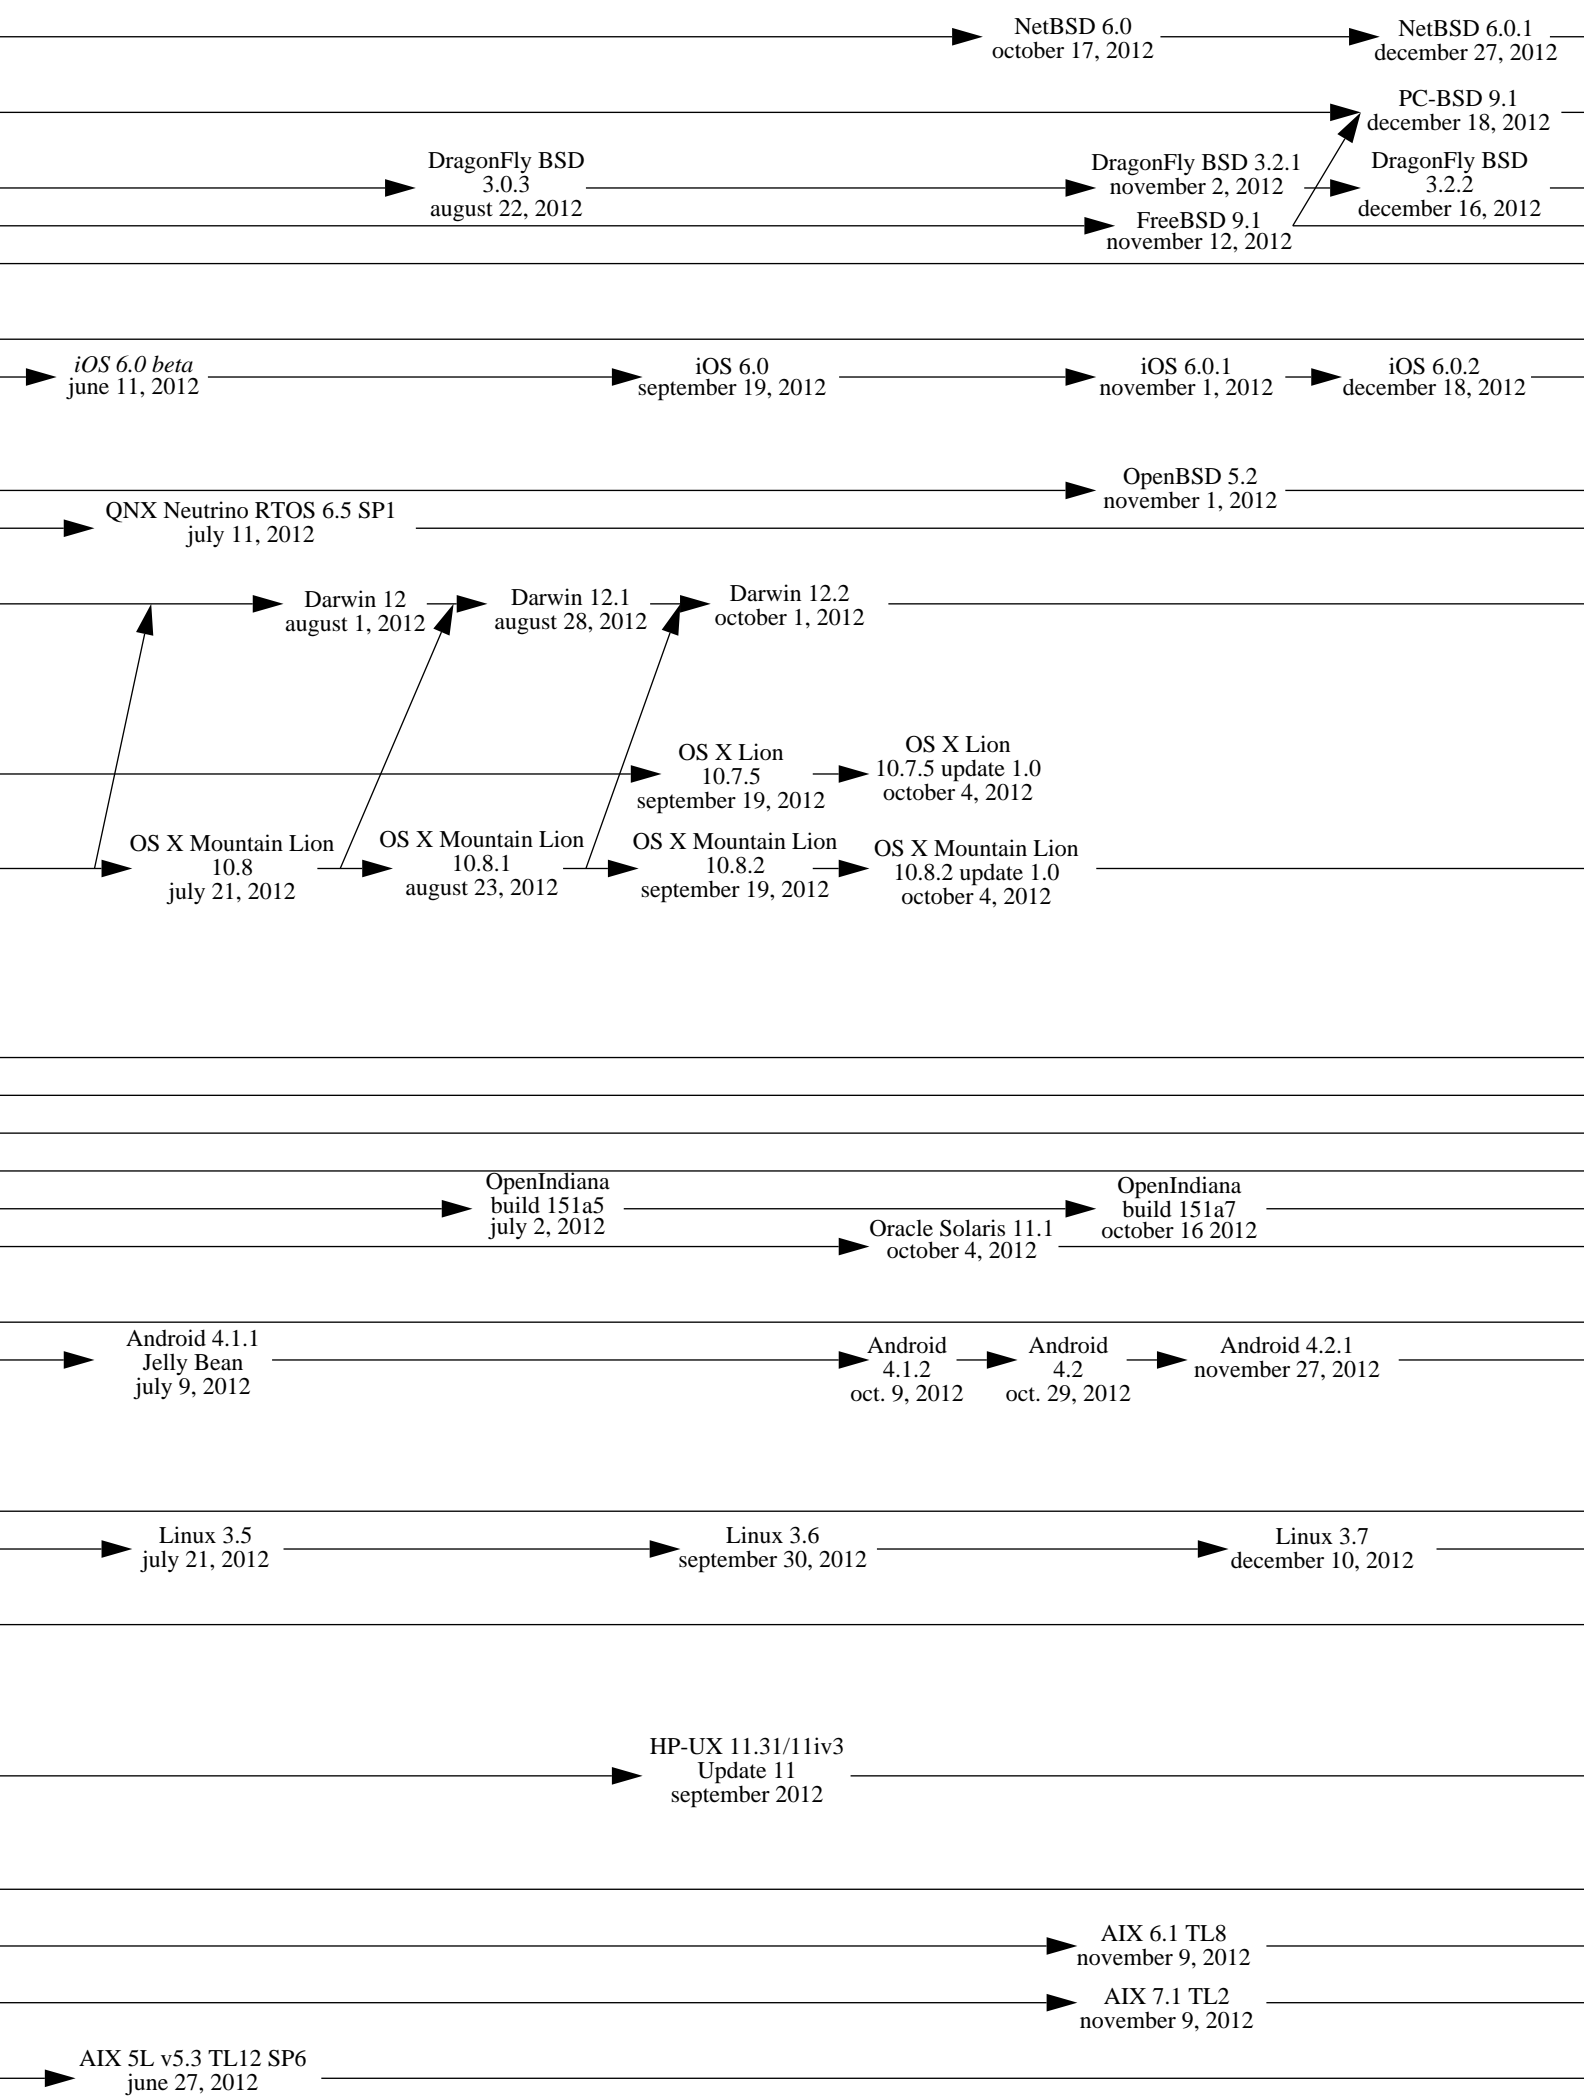 NetBSD 6.0
october 17, 2012
NetBSD 6.0.1
december 27, 2012
PC-BSD 9.1
december 18, 2012
DragonFly BSD
3.0.3
august 22, 2012
DragonFly BSD 3.2.1
november 2, 2012
DragonFly BSD
3.2.2
december 16, 2012
FreeBSD 9.1
november 12, 2012
iOS 6.0 beta
june 11, 2012
iOS 6.0
september 19, 2012
iOS 6.0.1
november 1, 2012
iOS 6.0.2
december 18, 2012
OpenBSD 5.2
november 1, 2012
QNX Neutrino RTOS 6.5 SP1
july 11, 2012
Darwin 12
august 1, 2012
Darwin 12.1
august 28, 2012
Darwin 12.2
october 1, 2012
OS X Lion
10.7.5
september 19, 2012
OS X Lion
10.7.5 update 1.0
october 4, 2012
OS X Mountain Lion
10.8
july 21, 2012
OS X Mountain Lion
10.8.1
august 23, 2012
OS X Mountain Lion
10.8.2
september 19, 2012
OS X Mountain Lion
10.8.2 update 1.0
october 4, 2012
OpenIndiana
build 151a5
july 2, 2012
OpenIndiana
build 151a7
october 16 2012
Oracle Solaris 11.1
october 4, 2012
Android 4.1.1
Jelly Bean
july 9, 2012
Android
4.1.2
oct. 9, 2012
Android
4.2
oct. 29, 2012
Android 4.2.1
november 27, 2012
Linux 3.5
july 21, 2012
Linux 3.6
september 30, 2012
Linux 3.7
december 10, 2012
HP-UX 11.31/11iv3
Update 11
september 2012
AIX 6.1 TL8
november 9, 2012
AIX 7.1 TL2
november 9, 2012
AIX 5L v5.3 TL12 SP6
june 27, 2012